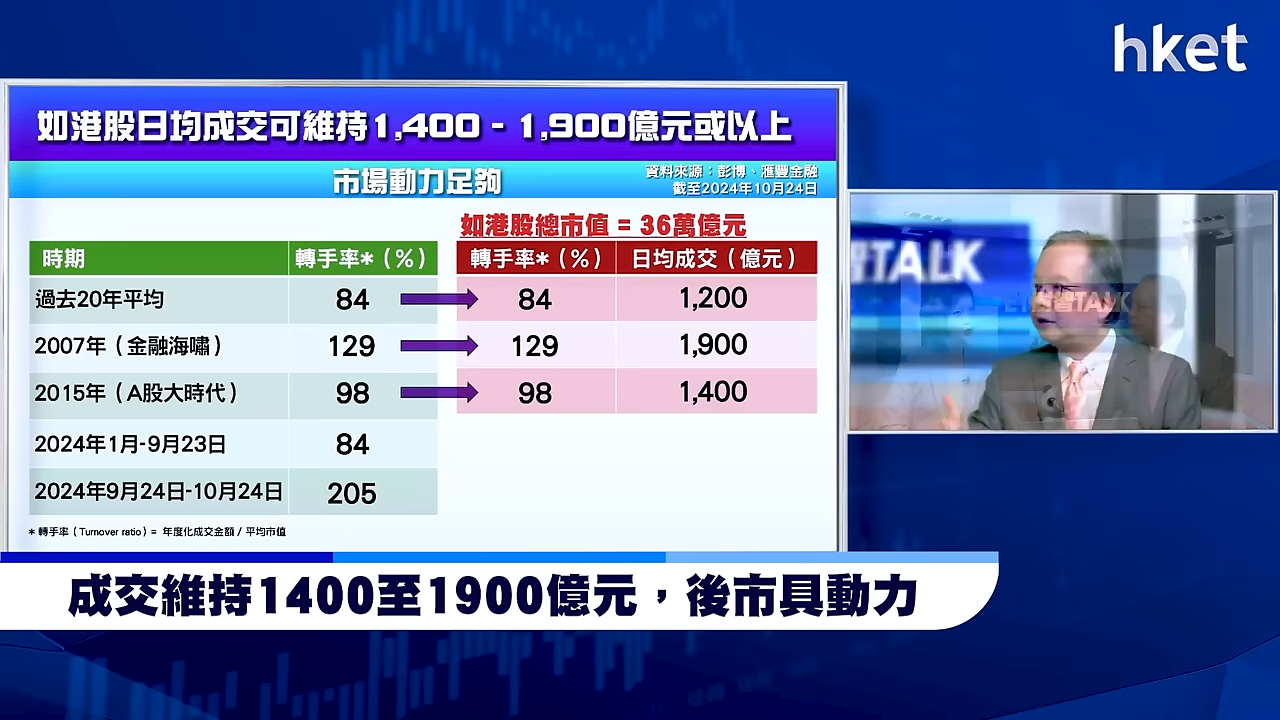 hket
如港股日均成交可維持1,400 - 1,900億元或以上
市場動力足夠
資料來源：彭博、滙豐金融
截至2024年10月24日
如港股總市值 = 36萬億元
時期 轉手率*（%） 轉手率*（%） 日均成交（億元）
過去20年平均 84 84 1,200
2007年（金融海嘯） 129 129 1,900
2015年（A股大時代） 98 98 1,400
2024年1月-9月23日 84
2024年9月24日-10月24日 205
* 轉手率（Turnover ratio）= 年度化成交金額 / 平均市值
TALK
TALK
成交維持1400至1900億元，後市具動力